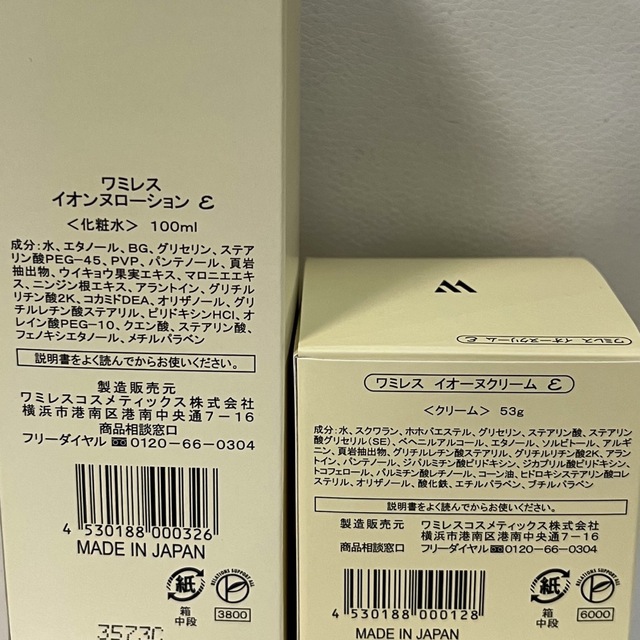 ワミレス
イオンヌローション ε
<化粧水> 100ml
成分:水、エタノール、BG、グリセリン、ステア
リン酸PEG-45、PVP、パンテノール、頁岩
抽出物、ウイキョウ果実エキス、マロニエエキ
ス、ニンジン根エキス、アラントイン、グリチル
リチン酸2K、コカミドDEA、オリザノール、グリ
チルレチン酸ステアリル、ピリドキシンHCl、オ
レイン酸PEG-10、クエン酸、ステアリン酸、
フェノキシエタノール、メチルパラベン
説明書をよく読んでからお使いください。
製造販売元
ワミレスコスメティックス株式会社
横浜市港南区港南中央通7-16
フリーダイヤル 0120-66-0304
4 530188 000326
MADE IN JAPAN
紙
箱
中段
RELATIONS SUPPORT ALL
3800
3573C
ワミレス イオーヌクリーム ε
ワミレス イオーヌクリーム ε
<クリーム> 53g
成分:水、スクワラン、ホホバエステル、グリセリン、ステアリン酸、ステアリン
酸グリセリル(SE)、ベヘニルアルコール、エタノール、ソルビトール、アルギ
ニン、頁岩抽出物、グリチルレチン酸ステアリル、グリチルリチン酸2K、アラン
トイン、パンテノール、ジパルミチン酸ピリドキシン、ジカプリル酸ピリドキシン、
トコフェロール、パルミチン酸レチノール、コーン油、ヒドロキシステアリン酸コレ
ステリル、オリザノール、酸化鉄、エチルパラベン、ブチルパラベン
説明書をよく読んでからお使いください。
製造販売元 ワミレスコスメティックス株式会社
横浜市港南区港南中央通7-16
商品相談窓口 フリーダイヤル 0120-66-0304
4 530188 000128
MADE IN JAPAN
紙
箱
中段
RELATIONS SUPPORT ALL
6000